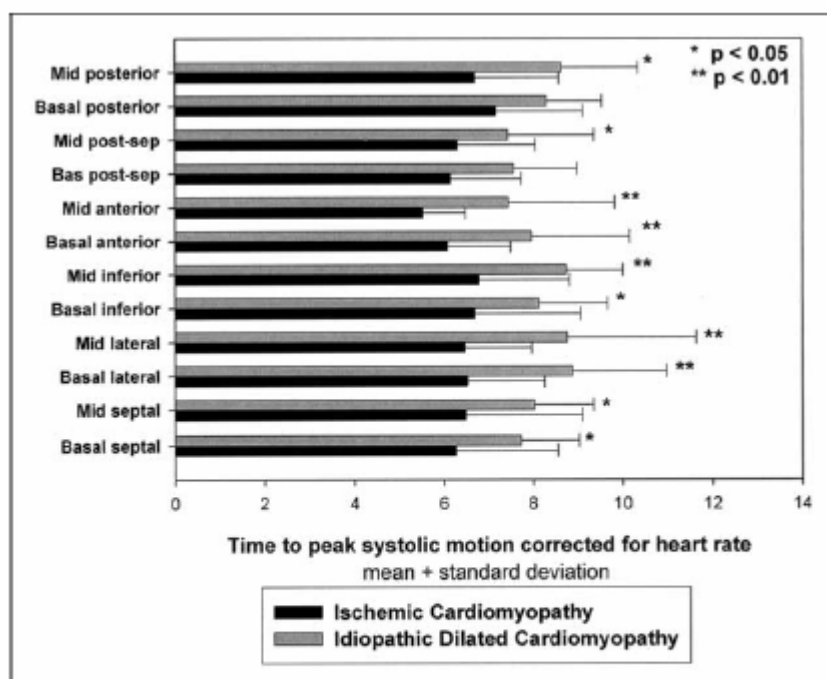 * p < 0.05
** p < 0.01
Mid posterior *
Basal posterior
Mid post-sep *
Bas post-sep
Mid anterior **
Basal anterior **
Mid inferior **
Basal inferior *
Mid lateral **
Basal lateral **
Mid septal *
Basal septal *
0 2 4 6 8 10 12 14
Time to peak systolic motion corrected for heart rate
mean + standard deviation
Ischemic Cardiomyopathy
Idiopathic Dilated Cardiomyopathy